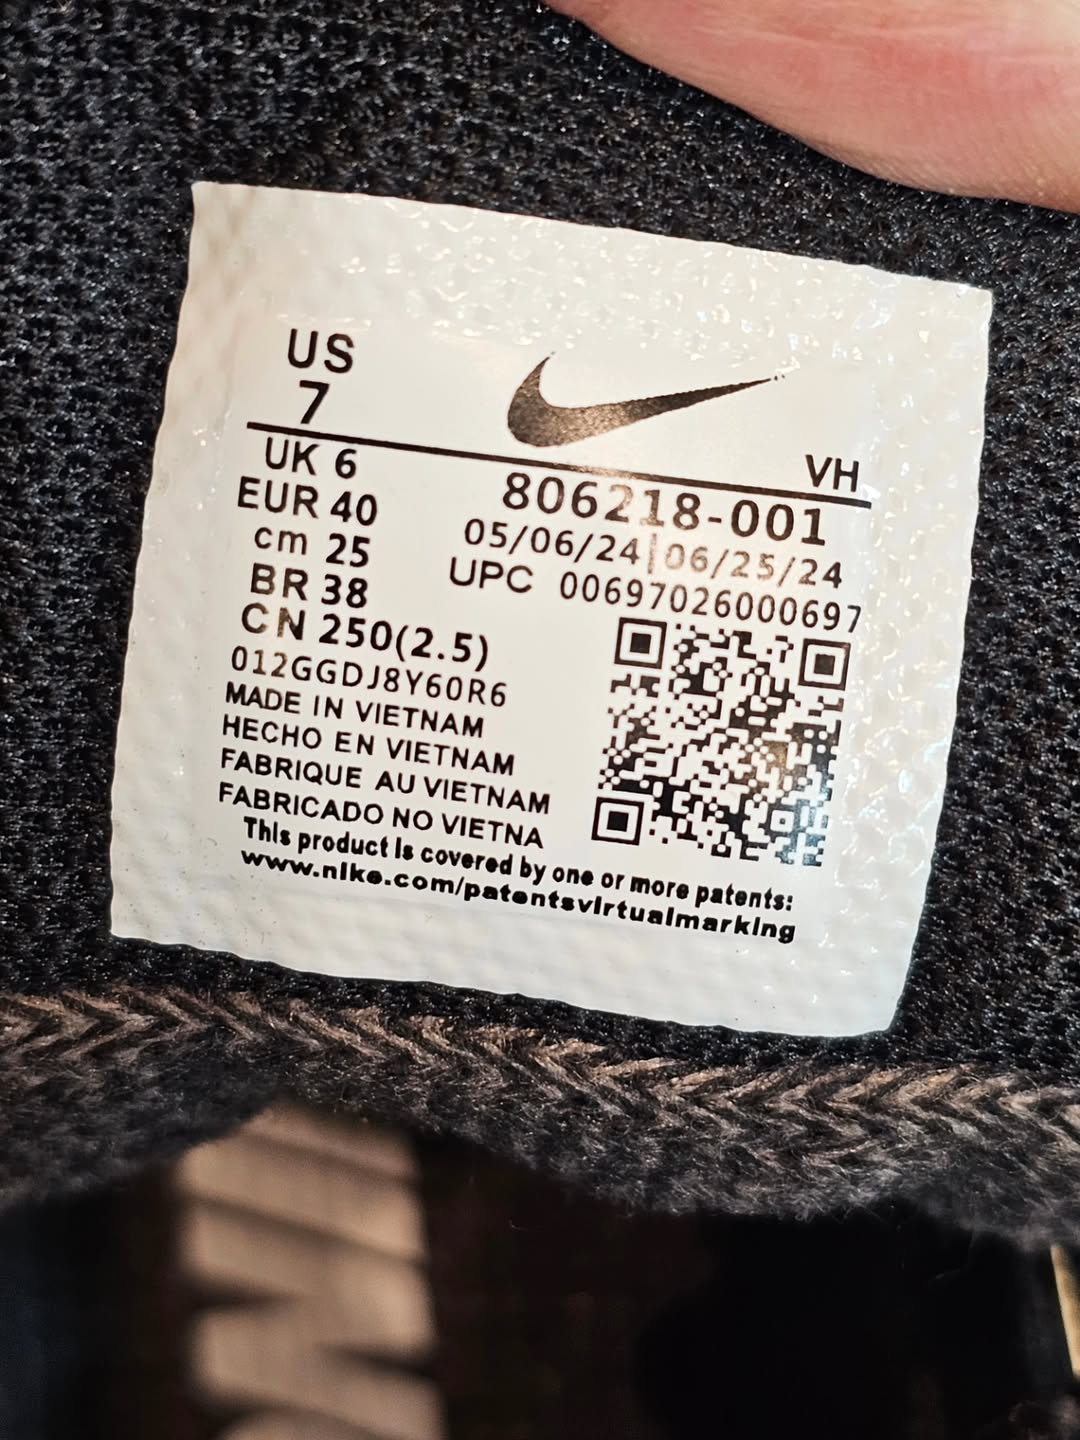 US
7
VH
UK 6
EUR 40
cm 25
BR 38
CN 250(2.5)
806218-001
05/06/24|06/25/24
UPC 00697026000697
012GGDJ8Y60R6
MADE IN VIETNAM
HECHO EN VIETNAM
FABRIQUE AU VIETNAM
FABRICADO NO VIETNA
This product is covered by one or more patents:
www.nike.com/patentsvirtualmarking